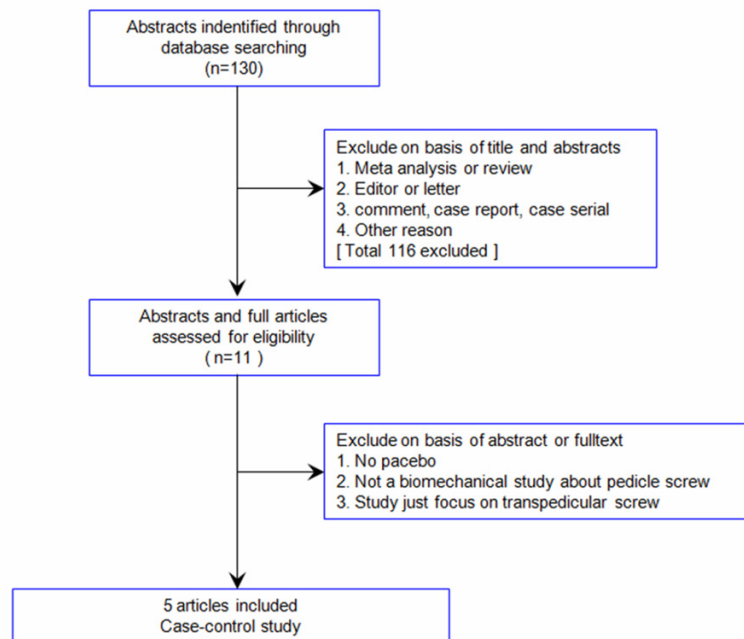 Abstracts indentified through
database searching
(n=130)
Exclude on basis of title and abstracts
1. Meta analysis or review
2. Editor or letter
3. comment, case report, case serial
4. Other reason
[ Total 116 excluded ]
Abstracts and full articles
assessed for eligibility
( n=11 )
Exclude on basis of abstract or fulltext
1. No pacebo
2. Not a biomechanical study about pedicle screw
3. Study just focus on transpedicular screw
5 articles included
Case-control study